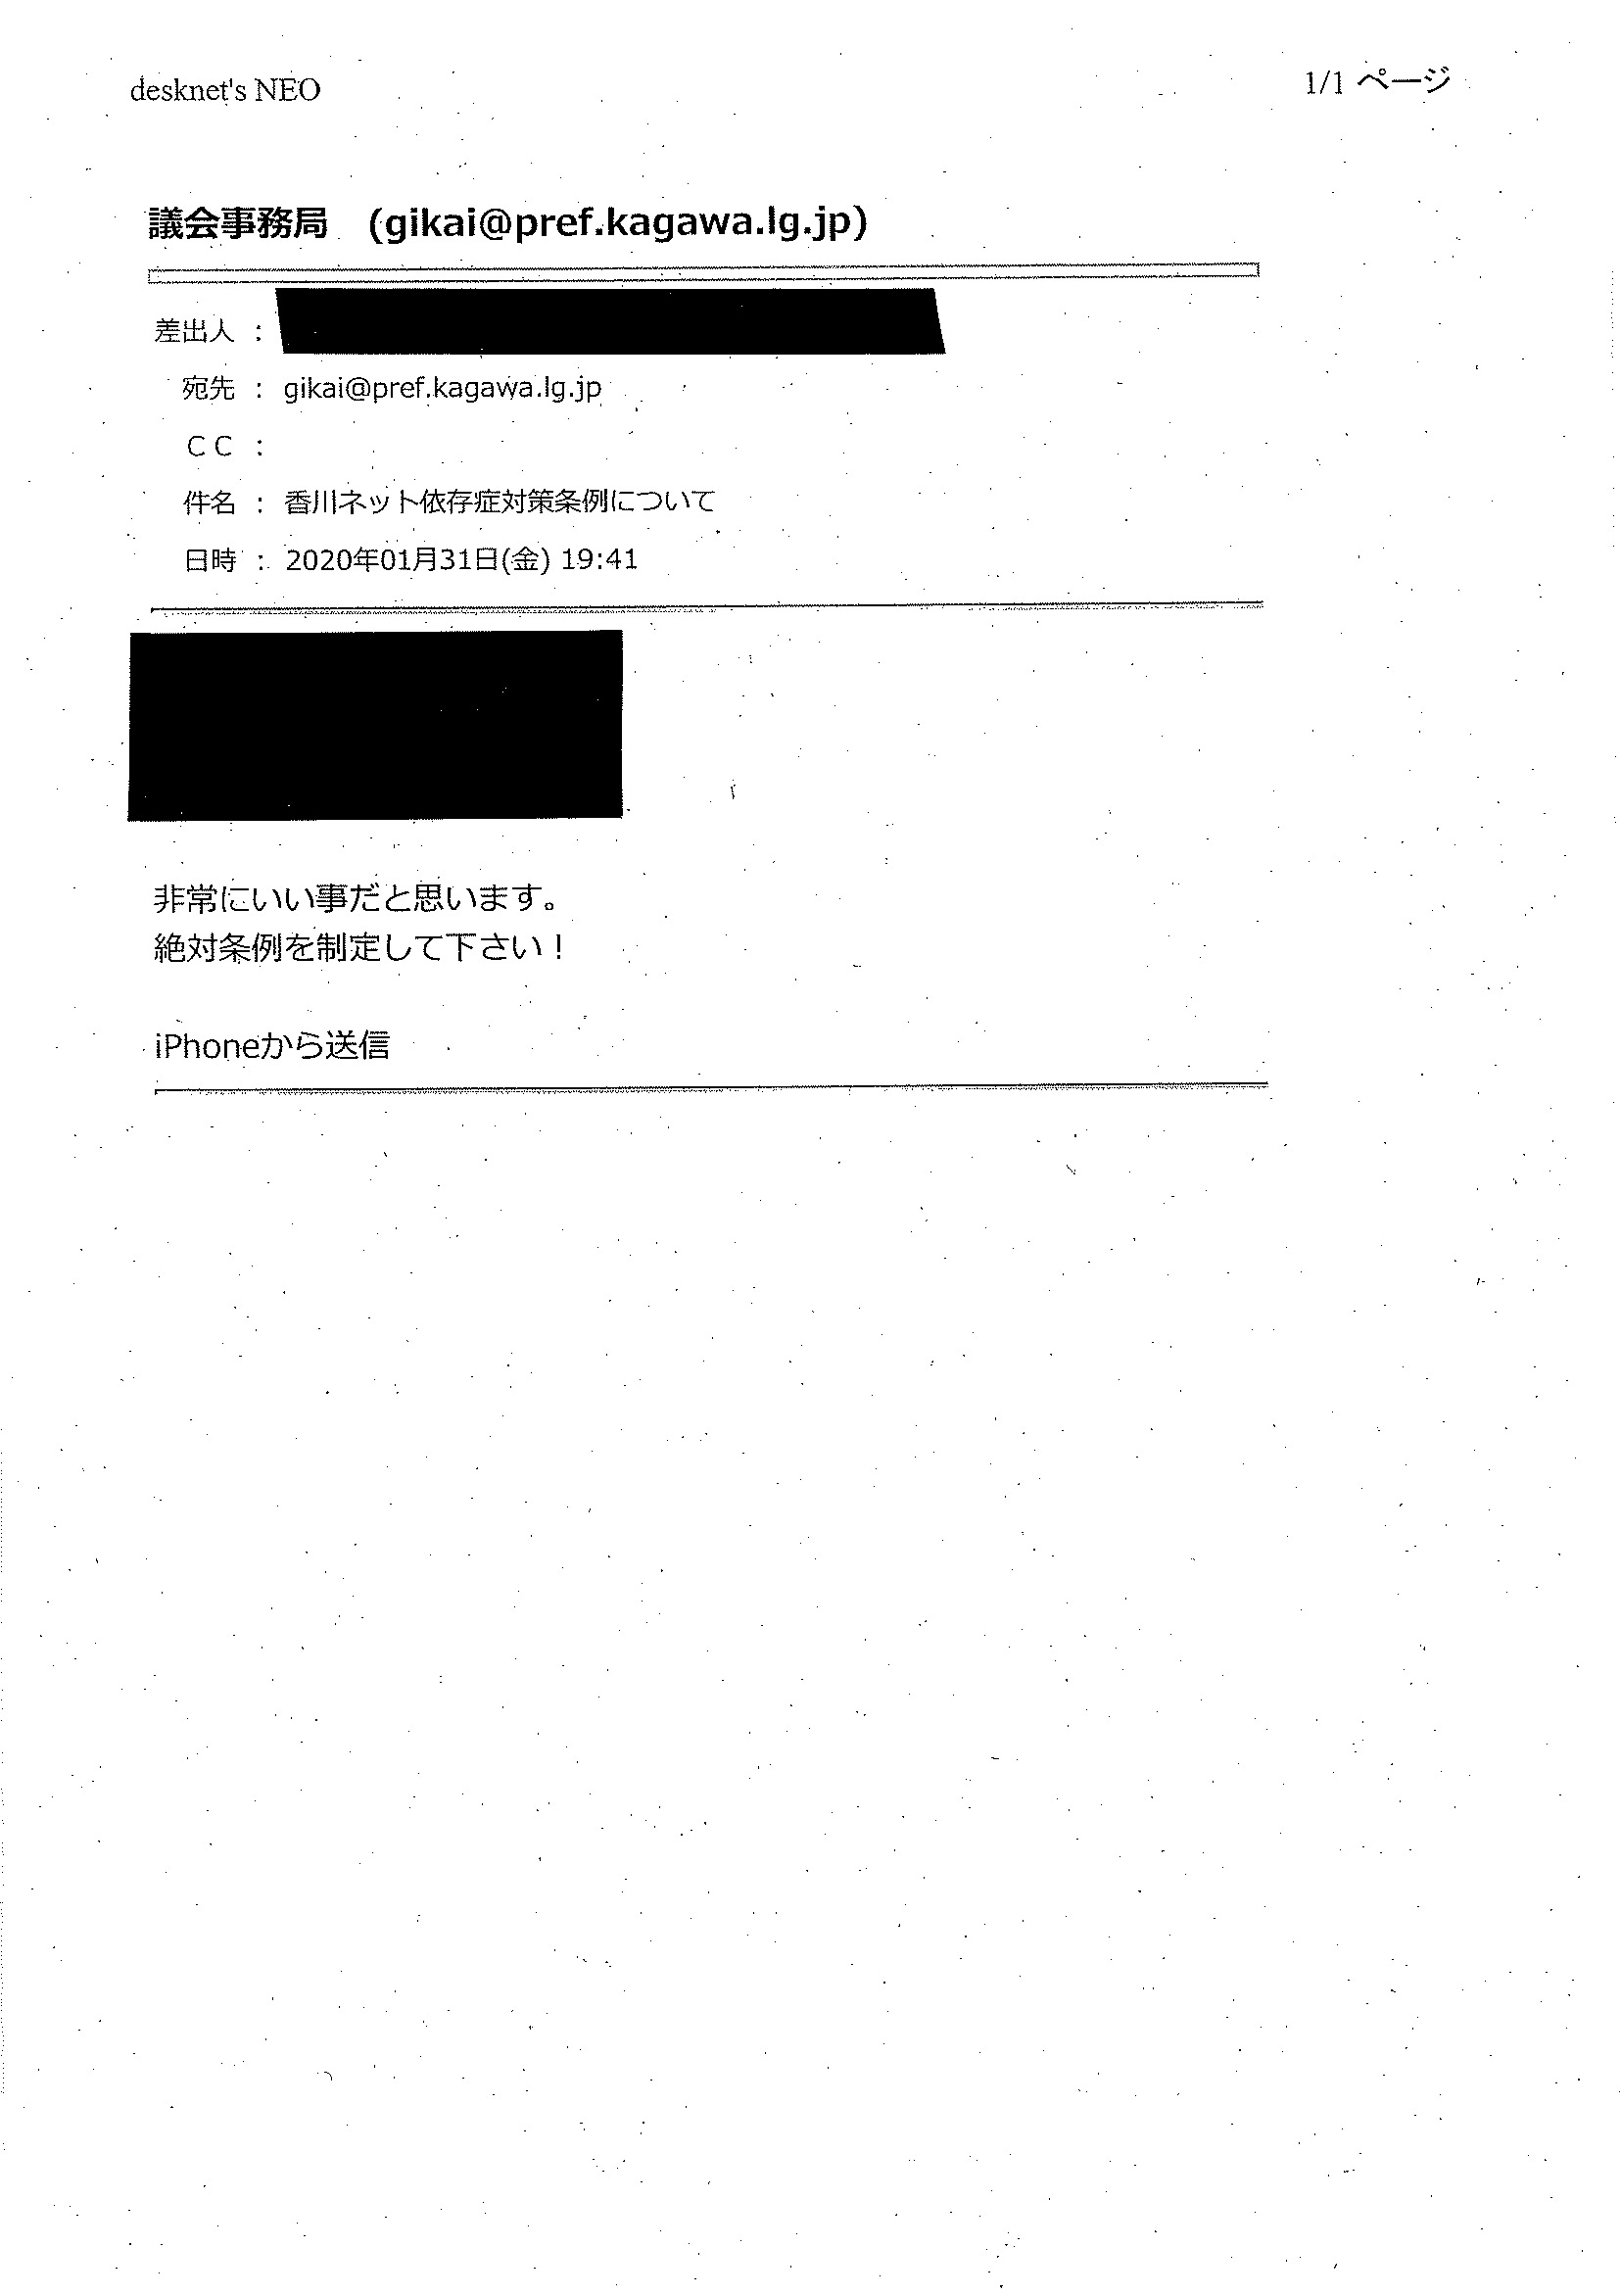 desknet's NEO
1/1 ページ
議会事務局　(gikai@pref.kagawa.lg.jp)
差出人 :
宛先 : gikai@pref.kagawa.lg.jp
ＣＣ :
件名 : 香川ネット依存症対策条例について
日時 : 2020年01月31日(金) 19:41
非常にいい事だと思います。
絶対条例を制定して下さい！
iPhoneから送信